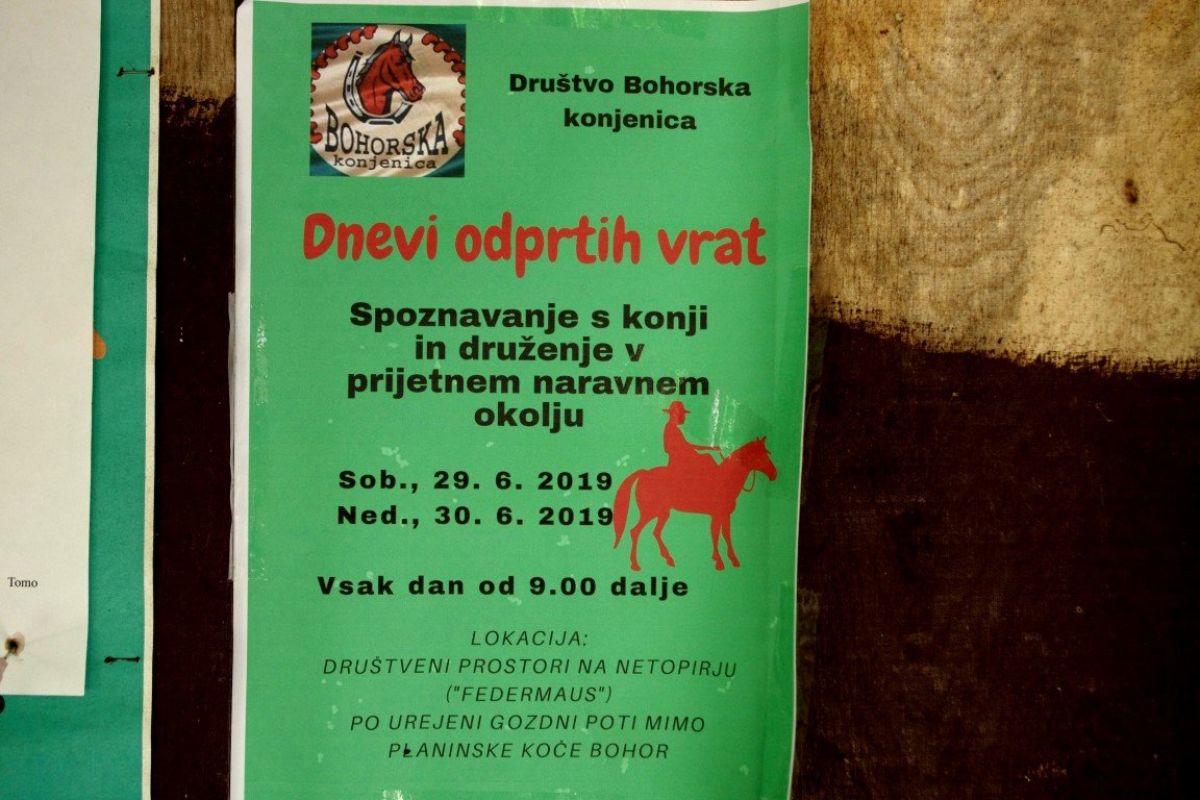 BOHORSKA
konjenica
Društvo Bohorska
konjenica
Dnevi odprtih vrat
Spoznavanje s konji
in druženje v
prijetnem naravnem
okolju
Sob., 29. 6. 2019
Ned., 30. 6. 2019
Vsak dan od 9.00 dalje
LOKACIJA:
DRUŠTVENI PROSTORI NA NETOPIRJU
("FEDERMAUS")
PO UREJENI GOZDNI POTI MIMO
PLANINSKE KOČE BOHOR
Tomo